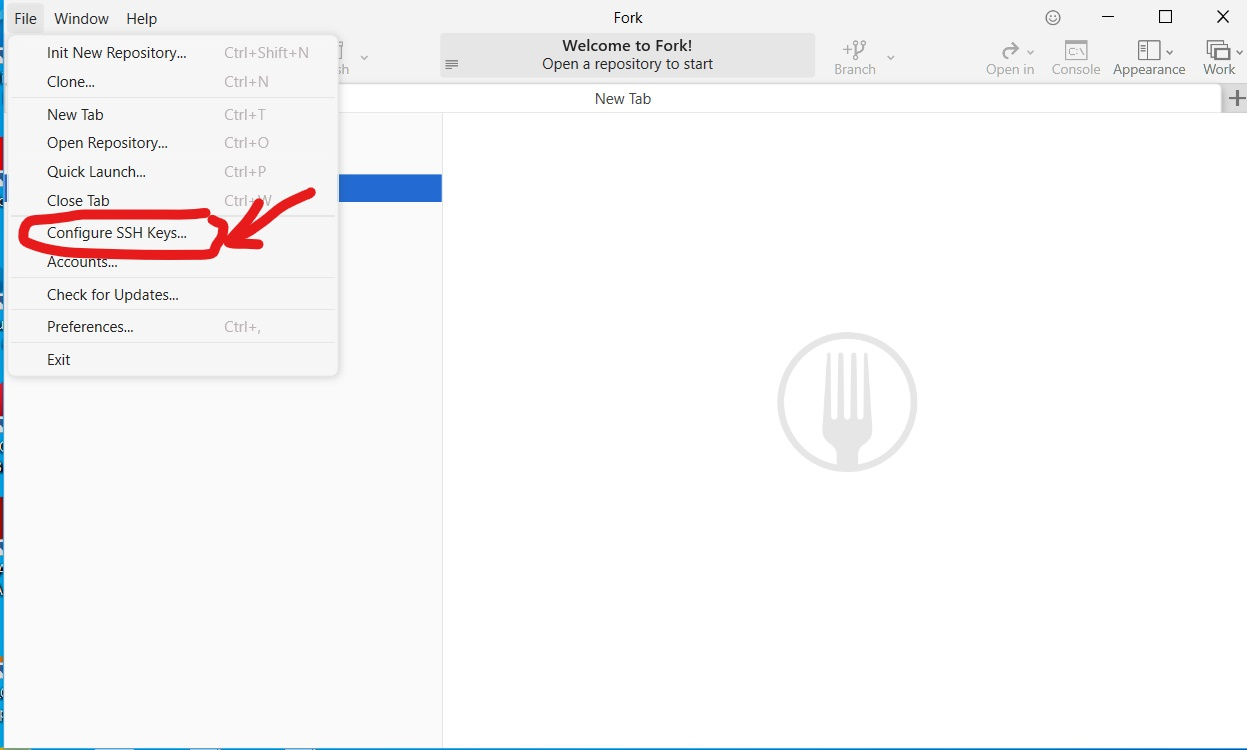 File Window Help
Fork
Init New Repository... Ctrl+Shift+N
Clone... Ctrl+N
New Tab Ctrl+T
Open Repository... Ctrl+O
Quick Launch... Ctrl+P
Close Tab Ctrl+W
Configure SSH Keys...
Accounts...
Check for Updates...
Preferences... Ctrl+,
Exit
Welcome to Fork!
Open a repository to start
Branch
Open in
C:\
Console
Appearance
Work
New Tab